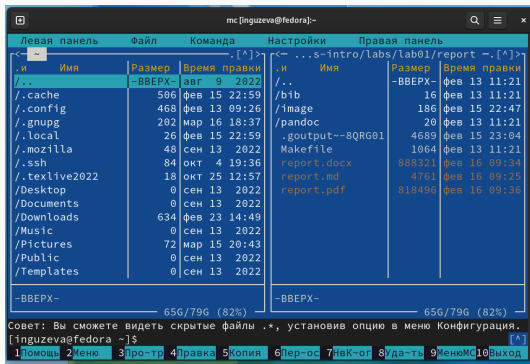 mc [inguzeva@fedora]:~
Левая панель Файл Команда Настройки Правая панель
<— ~ .[^]> <— ...s-intro/labs/lab01/report —.[^]>
.и Имя Размер Время правки .и Имя Размер Время правки
/.. -ВВЕРХ- авг 9 2022 /.. -ВВЕРХ- фев 13 11:21
/.cache 506 фев 15 22:59 /bib 16 фев 13 11:21
/.config 468 фев 13 09:26 /image 186 фев 15 22:47
/.gnupg 202 мар 16 18:37 /pandoc 20 фев 13 11:21
/.local 26 фев 15 22:59 .goutput~-8QRG01 4689 фев 15 23:04
/.mozilla 48 сен 13 2022 Makefile 1064 фев 13 11:21
/.ssh 84 окт 4 19:36 report.docx 888321 фев 16 09:34
/.texlive2022 18 окт 25 12:57 report.md 4761 фев 16 09:25
/Desktop 0 сен 13 2022 report.pdf 818496 фев 16 09:36
/Documents 0 сен 13 2022
/Downloads 634 фев 23 14:49
/Music 0 сен 13 2022
/Pictures 72 мар 15 20:43
/Public 0 сен 13 2022
/Templates 0 сен 13 2022
-ВВЕРХ- -ВВЕРХ-
65G/79G (82%) 65G/79G (82%)
Совет: Вы сможете видеть скрытые файлы .*, установив опцию в меню Конфигурация.
[inguzeva@fedora ~]$ [^]
1Помощь 2Меню 3Про~тр 4Правка 5Копия 6Пер~ос 7НвК~ог 8Уда~ть 9МенюMC 10Выход